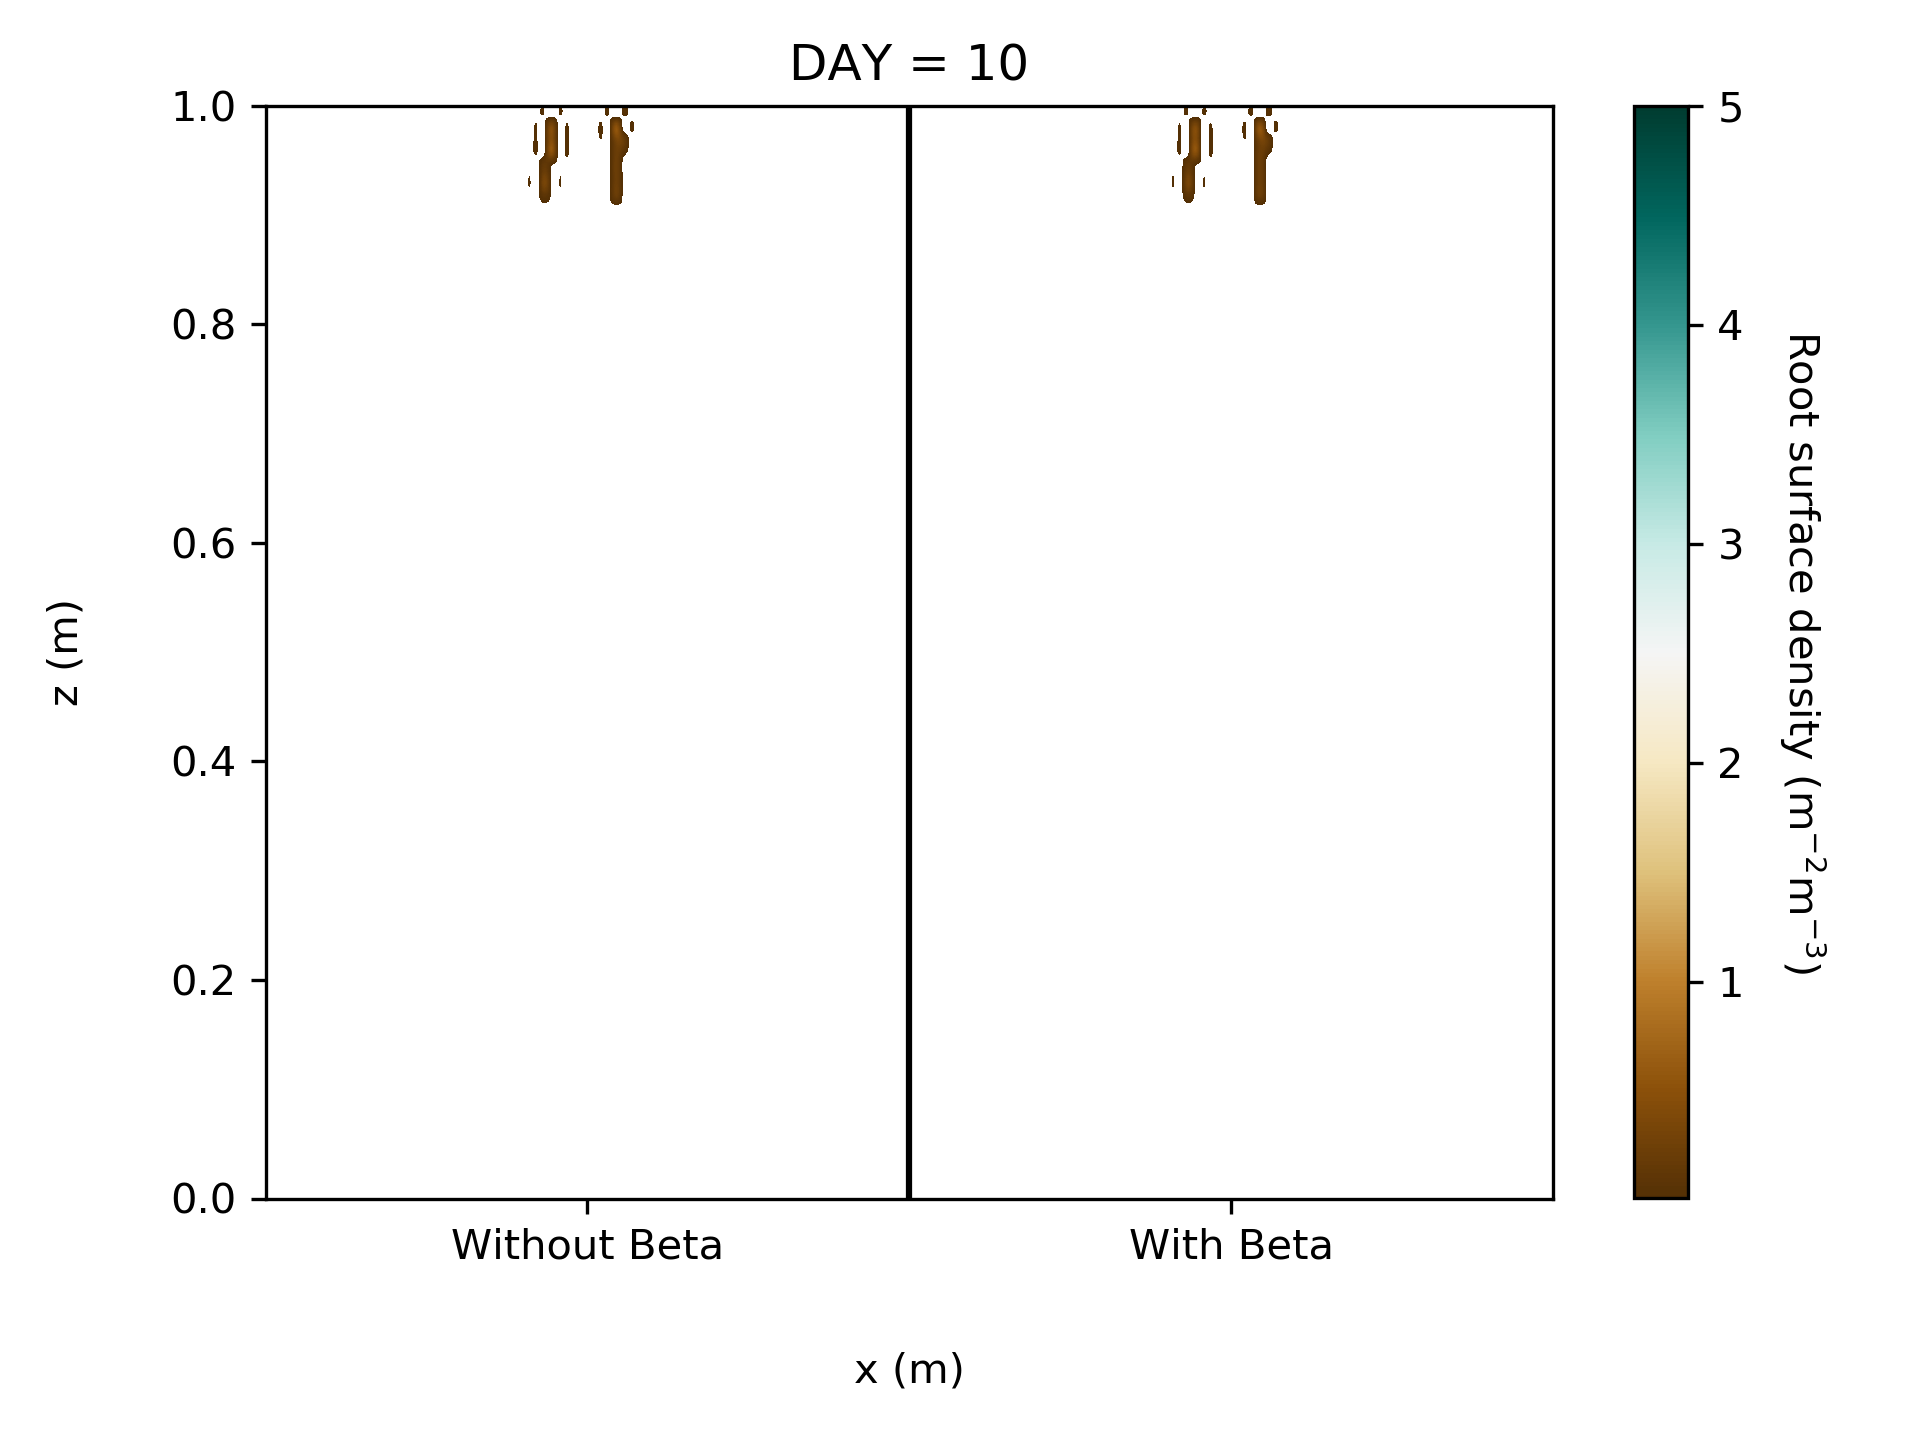 DAY = 10
1.0
0.8
0.6
0.4
0.2
0.0
z (m)
Without Beta
With Beta
x (m)
5
4
3
2
1
Root surface density (m⁻²m⁻³)